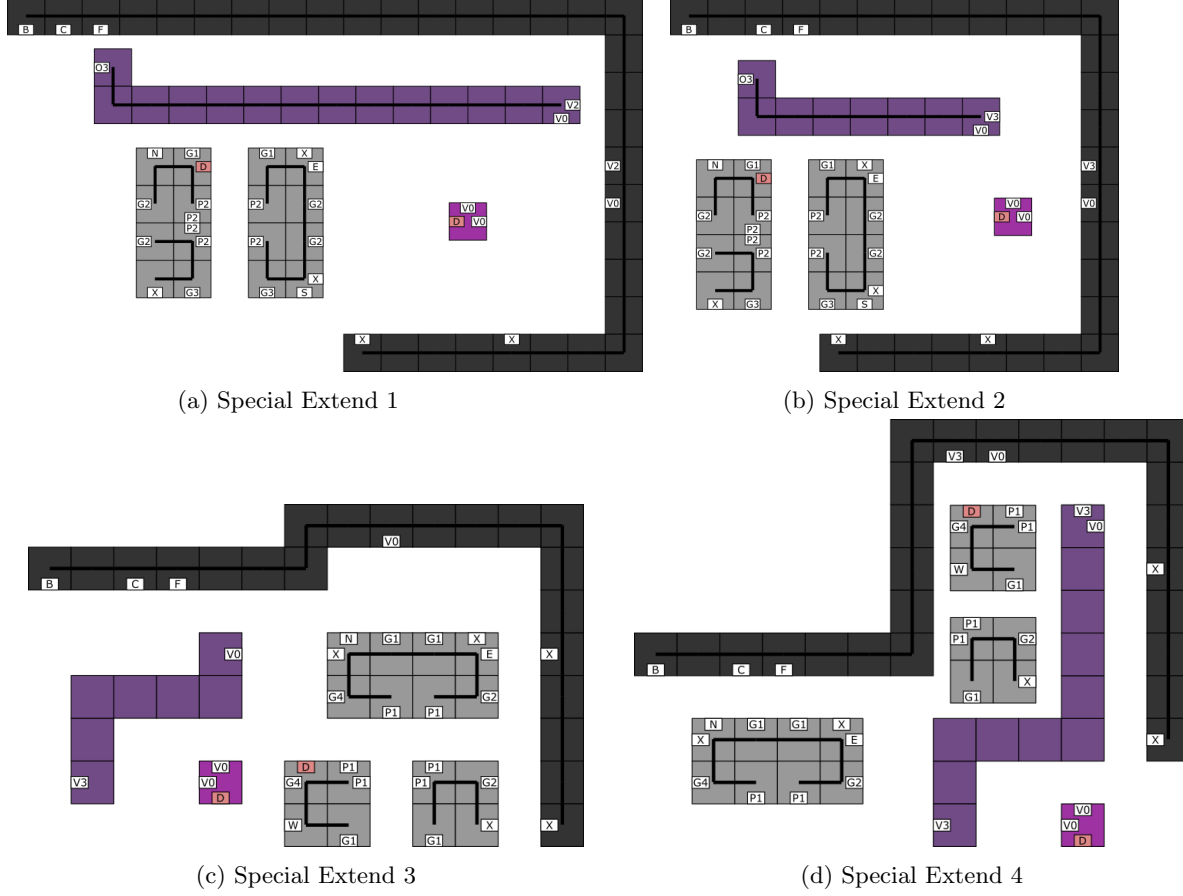 B C F
O3
V2
V0
N G1 G1 X
D E V2
G2 P2 P2 G2 V0
V0
P2
P2 D V0
G2 P2 P2 G2
X
X G3 G3 S
X X
(a) Special Extend 1
B C F
O3
V3
V0
N G1 G1 X V3
D E
G2 P2 P2 G2 V0 V0
D V0
P2
P2
G2 P2 P2 G2
X
X G3 G3 S
X X
(b) Special Extend 2
V0
B C F
N G1 G1 X
V0 X E X
G4 G2
P1 P1
V0 D P1 P1
V3 V0 G4 P1 P1 G2
D
W X X
G1 G1
(c) Special Extend 3
V3 V0
D P1 V3
G4 P1 V0
W X
G1
P1
P1 G2
B C F
X
G1
N G1 G1 X
X E X
G4 G2
P1 P1
V0
V3 V0
D
(d) Special Extend 4